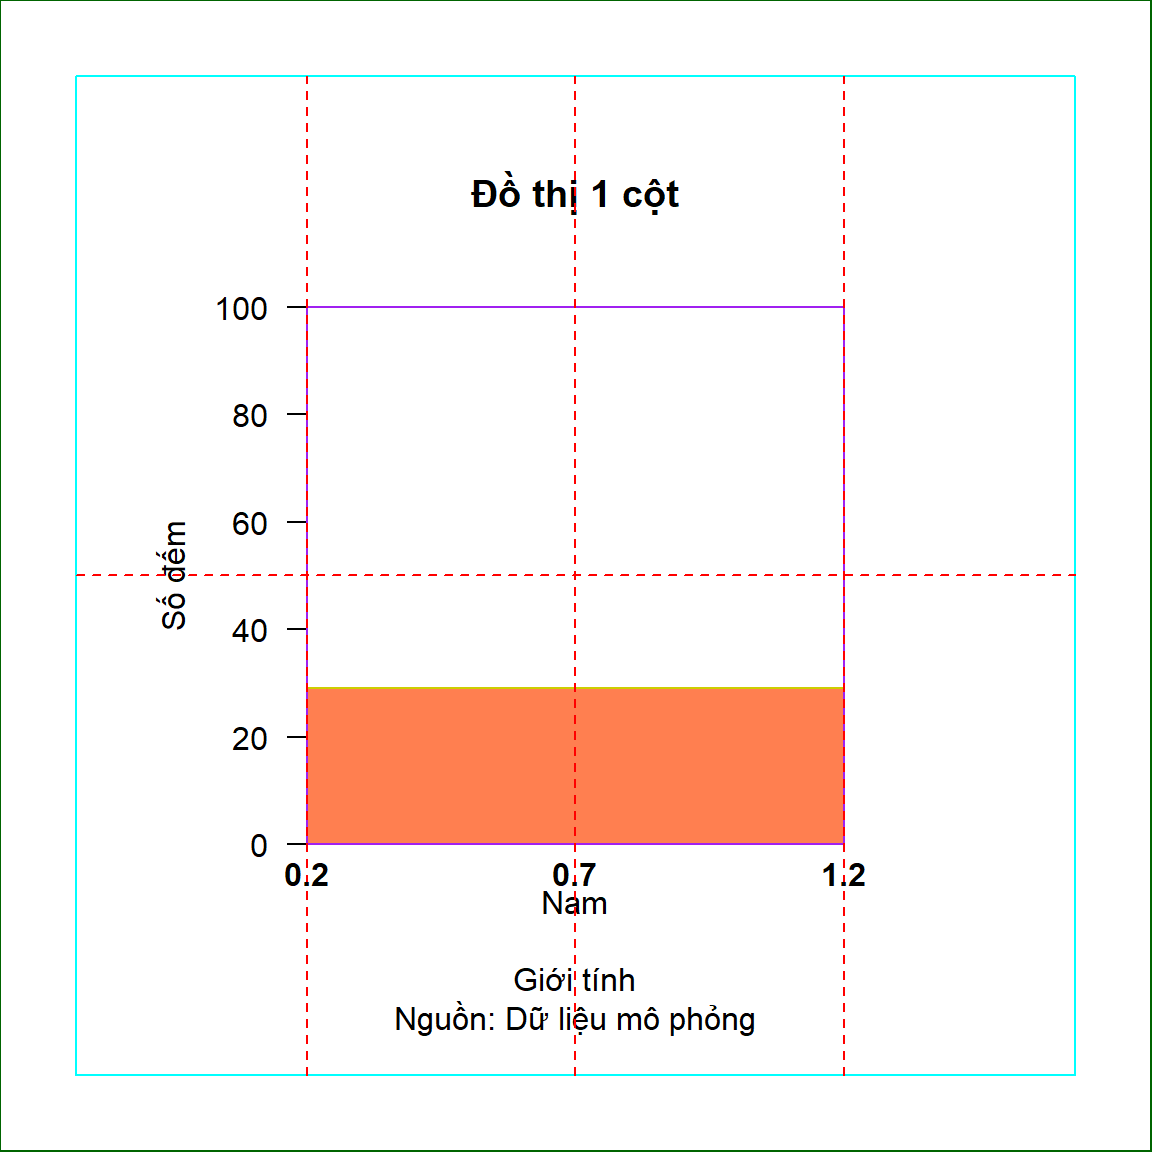 Đồ thị 1 cột
100
80
60
40
20
0
Số đếm
0.2 0.7 1.2
Nam
Giới tính
Nguồn: Dữ liệu mô phỏng